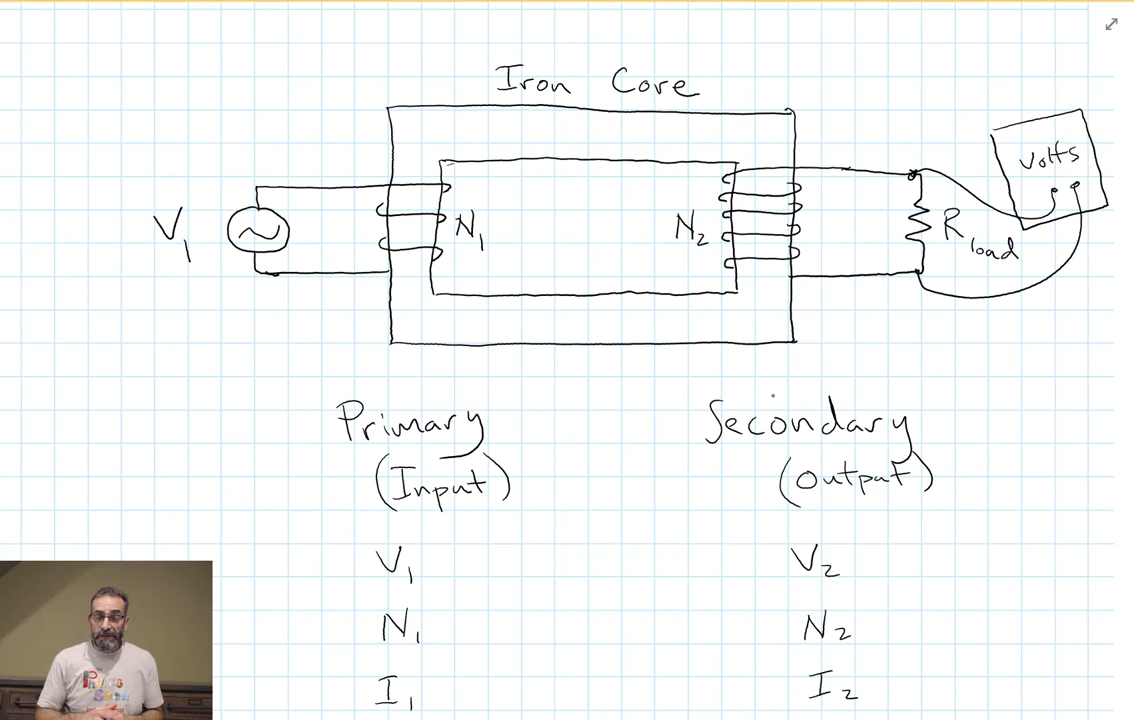 Iron Core
Volts
V1
N1
N2
Rload
Primary
(Input)
Secondary
(Output)
V1
V2
N1
N2
I1
I2